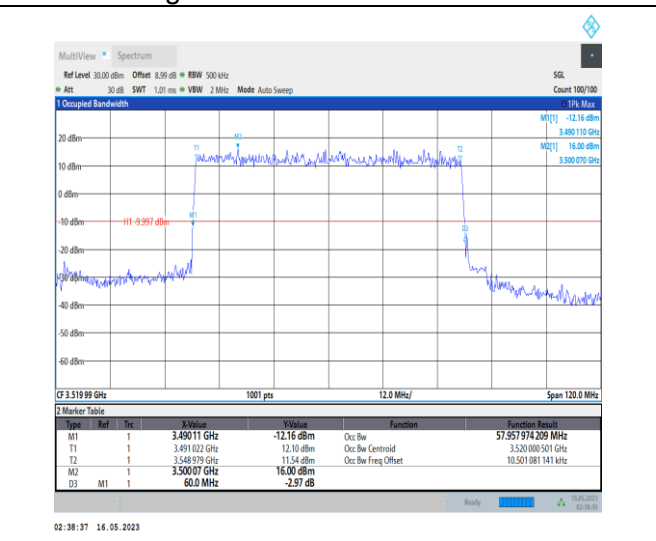 MultiView Spectrum
Ref Level 30.00 dBm Offset 8.99 dB RBW 500 kHz SGL
Att 30 dB SWT 1.01 ms VBW 2 MHz Mode Auto Sweep Count 100/100
1 Occupied Bandwidth 1Pk Max
M1[1] -12.16 dBm
3.490 110 GHz
M2[1] 16.00 dBm
3.500 070 GHz
20 dBm
M2
T1
T2
10 dBm
0 dBm
M1
-10 dBm
H1 -9.997 dBm
D3
-20 dBm
-30 dBm
-40 dBm
-50 dBm
-60 dBm
CF 3.519 99 GHz 1001 pts 12.0 MHz/ Span 120.0 MHz
2 Marker Table
Type Ref Trc X-Value Y-Value Function Function Result
M1 1 3.49011 GHz -12.16 dBm Occ Bw 57.957 974 209 MHz
T1 1 3.491 022 GHz 12.10 dBm Occ Bw Centroid 3.520 000 501 GHz
T2 1 3.548 979 GHz 11.54 dBm Occ Bw Freq Offset 10.501 081 141 kHz
M2 1 3.50007 GHz 16.00 dBm
D3 M1 1 60.0 MHz -2.97 dB
Ready 16.05.2023
02:38:36
02:38:37 16.05.2023